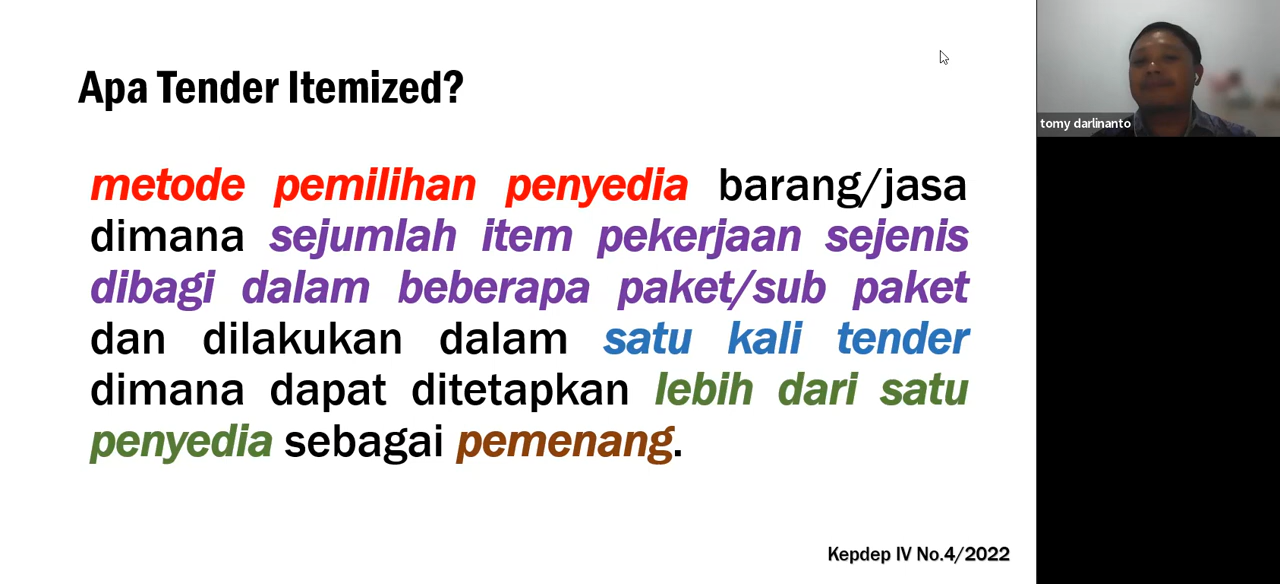 Apa Tender Itemized?
metode pemilihan penyedia barang/jasa
dimana sejumlah item pekerjaan sejenis
dibagi dalam beberapa paket/sub paket
dan dilakukan dalam satu kali tender
dimana dapat ditetapkan lebih dari satu
penyedia sebagai pemenang.
Kepdep IV No.4/2022
tomy darlinanto